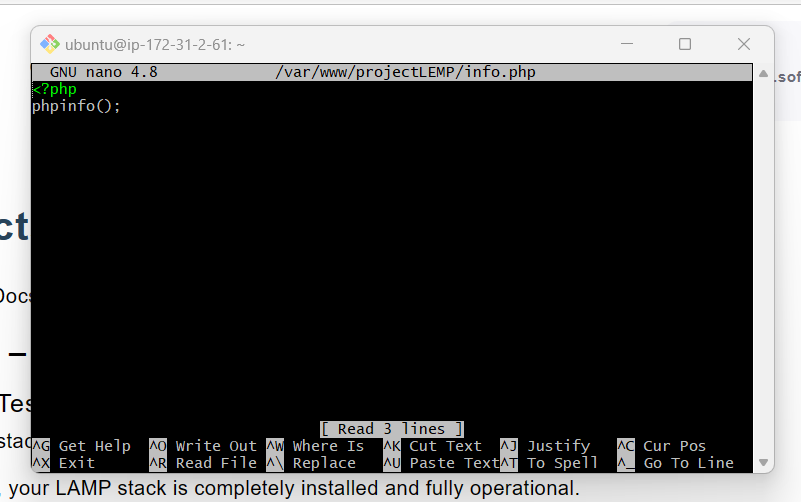 ubuntu@ip-172-31-2-61: ~
GNU nano 4.8 /var/www/projectLEMP/info.php
.sof
<?php
phpinfo();
ct
Docs
–
Tes
stac
[ Read 3 lines ]
^G Get Help ^O Write Out ^W Where Is ^K Cut Text ^J Justify ^C Cur Pos
^X Exit ^R Read File ^\ Replace ^U Paste Text ^T To Spell ^_ Go To Line
, your LAMP stack is completely installed and fully operational.